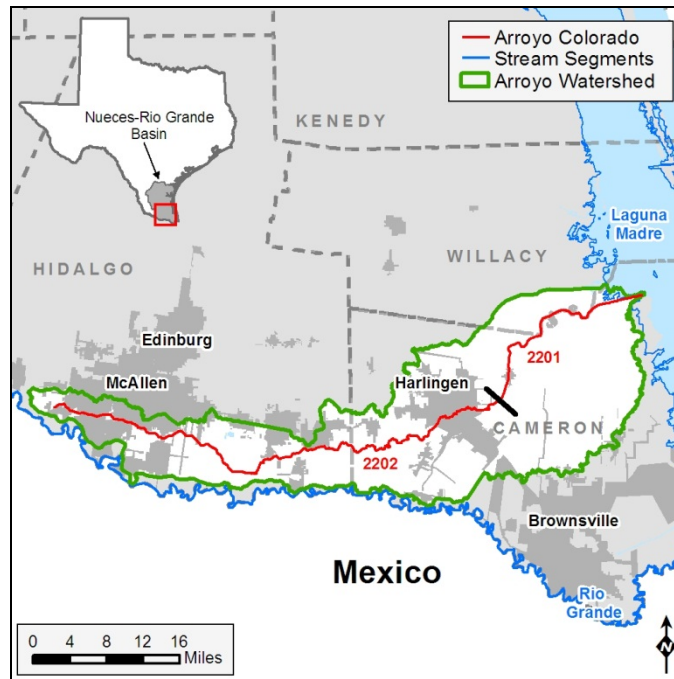 Arroyo Colorado
Stream Segments
Arroyo Watershed
Nueces-Rio Grande
Basin
KENEDY
Laguna
Madre
WILLACY
HIDALGO
Edinburg
McAllen
2201
Harlingen
CAMERON
2202
Brownsville
Mexico
Rio
Grande
0 4 8 12 16
Miles
N